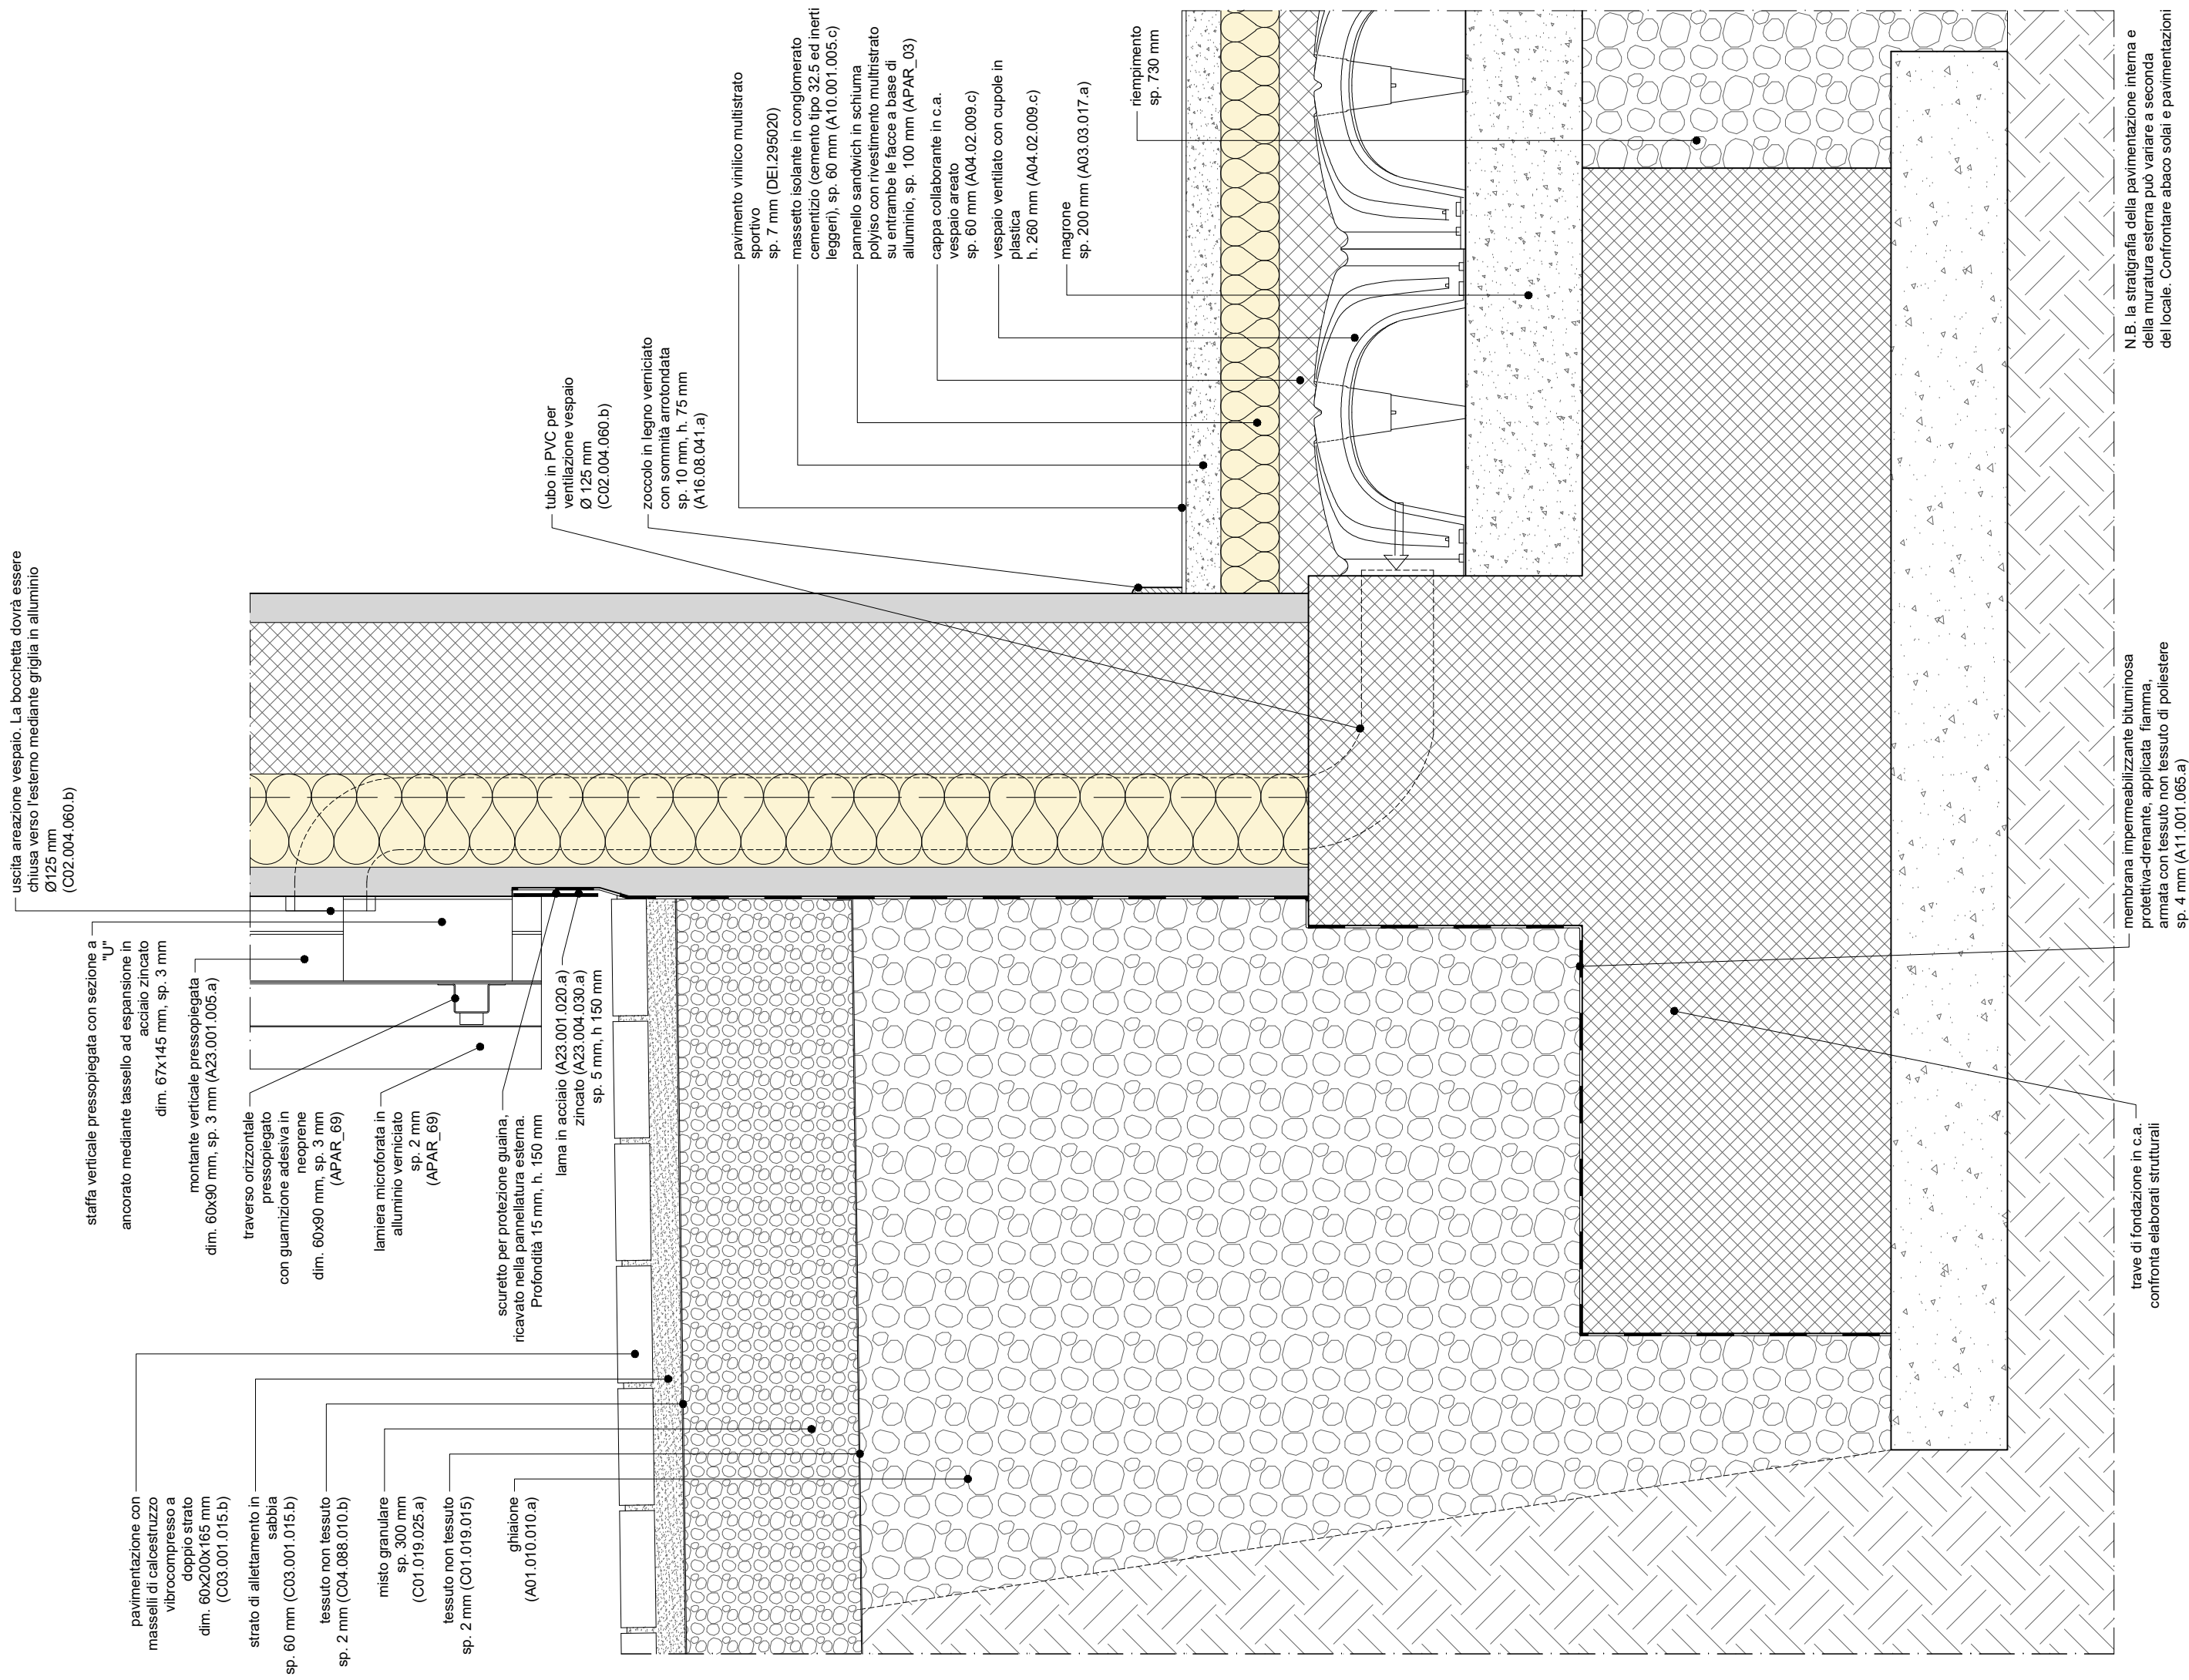 uscita areazione vespaio. La bocchetta dovrà essere
chiusa verso l'esterno mediante griglia in alluminio
Ø125 mm
(C02.004.060.b)
staffa verticale pressopiegata con sezione a
"U"
ancorato mediante tassello ad espansione in
acciaio zincato
dim. 67x145 mm, sp. 3 mm
montante verticale pressopiegata
dim. 60x90 mm, sp. 3 mm (A23.001.005.a)
traverso orizzontale
pressopiegato
con guarnizione adesiva in
neoprene
dim. 60x90 mm, sp. 3 mm
(APAR_69)
lamiera microforata in
alluminio verniciato
sp. 2 mm
(APAR_69)
scuretto per protezione guaina,
ricavato nella pannellatura esterna.
Profondità 15 mm, h. 150 mm
lama in acciaio (A23.001.020.a)
zincato (A23.004.030.a)
sp. 5 mm, h 150 mm
pavimentazione con
masselli di calcestruzzo
vibrocompresso a
doppio strato
dim. 60x200x165 mm
(C03.001.015.b)
strato di allettamento in
sabbia
sp. 60 mm (C03.001.015.b)
tessuto non tessuto
sp. 2 mm (C04.088.010.b)
misto granulare
sp. 300 mm
(C01.019.025.a)
tessuto non tessuto
sp. 2 mm (C01.019.015)
ghiaione
(A01.010.010.a)
tubo in PVC per
ventilazione vespaio
Ø 125 mm
(C02.004.060.b)
zoccolo in legno verniciato
con sommità arrotondata
sp. 10 mm, h. 75 mm
(A16.08.041.a)
pavimento vinilico multistrato
sportivo
sp. 7 mm (DEI.295020)
massetto isolante in conglomerato
cementizio (cemento tipo 32.5 ed inerti
leggeri), sp. 60 mm (A10.001.005.c)
pannello sandwich in schiuma
polyiso con rivestimento multristrato
su entrambe le facce a base di
alluminio, sp. 100 mm (APAR_03)
cappa collaborante in c.a.
vespaio areato
sp. 60 mm (A04.02.009.c)
vespaio ventilato con cupole in
plastica
h. 260 mm (A04.02.009.c)
magrone
sp. 200 mm (A03.03.017.a)
riempimento
sp. 730 mm
N.B. la stratigrafia della pavimentazione interna e
della muratura esterna può variare a seconda
del locale. Confrontare abaco solai e pavimentazioni
membrana impermeabilizzante bituminosa
protettiva-drenante, applicata fiamma,
armata con tessuto non tessuto di poliestere
sp. 4 mm (A11.001.065.a)
trave di fondazione in c.a.
confronta elaborati strutturali